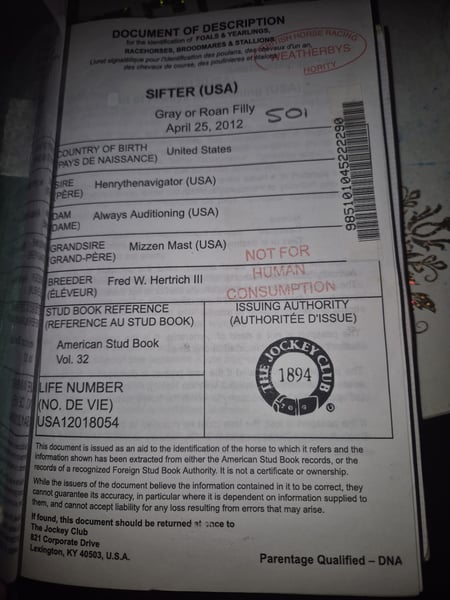 DOCUMENT OF DESCRIPTION
for the identification of FOALS & YEARLINGS,
RACEHORSES, BROODMARES & STALLIONS
Livret signalétique pour l'identification des poulains, des chevaux d'un an,
des chevaux de course, des poulinières et étalons
ISH HORSE RACING
WEATHERBYS
HORITY
SIFTER (USA)
Gray or Roan Filly
April 25, 2012
501
985101045222290
COUNTRY OF BIRTH United States
(PAYS DE NAISSANCE)
SIRE Henrythenavigator (USA)
(PÈRE)
DAM Always Auditioning (USA)
(DAME)
GRANDSIRE Mizzen Mast (USA)
(GRAND-PÈRE)
NOT FOR
HUMAN
CONSUMPTION
BREEDER Fred W. Hertrich III
(ÉLEVEUR)
STUD BOOK REFERENCE
(REFERENCE AU STUD BOOK)
American Stud Book
Vol. 32
ISSUING AUTHORITY
(AUTHORITÉE D'ISSUE)
THE JOCKEY CLUB
1894
®
LIFE NUMBER
(NO. DE VIE)
USA12018054
This document is issued as an aid to the identification of the horse to which it refers and the
information shown has been extracted from either the American Stud Book records, or the
records of a recognized Foreign Stud Book Authority. It is not a certificate or ownership.
While the issuers of the document believe the information contained in it to be correct, they
cannot guarantee its accuracy, in particular where it is dependent on information supplied to
them, and cannot accept liability for any loss resulting from errors that may arise.
If found, this document should be returned at once to
The Jockey Club
821 Corporate Drive
Lexington, KY 40503, U.S.A.
Parentage Qualified – DNA